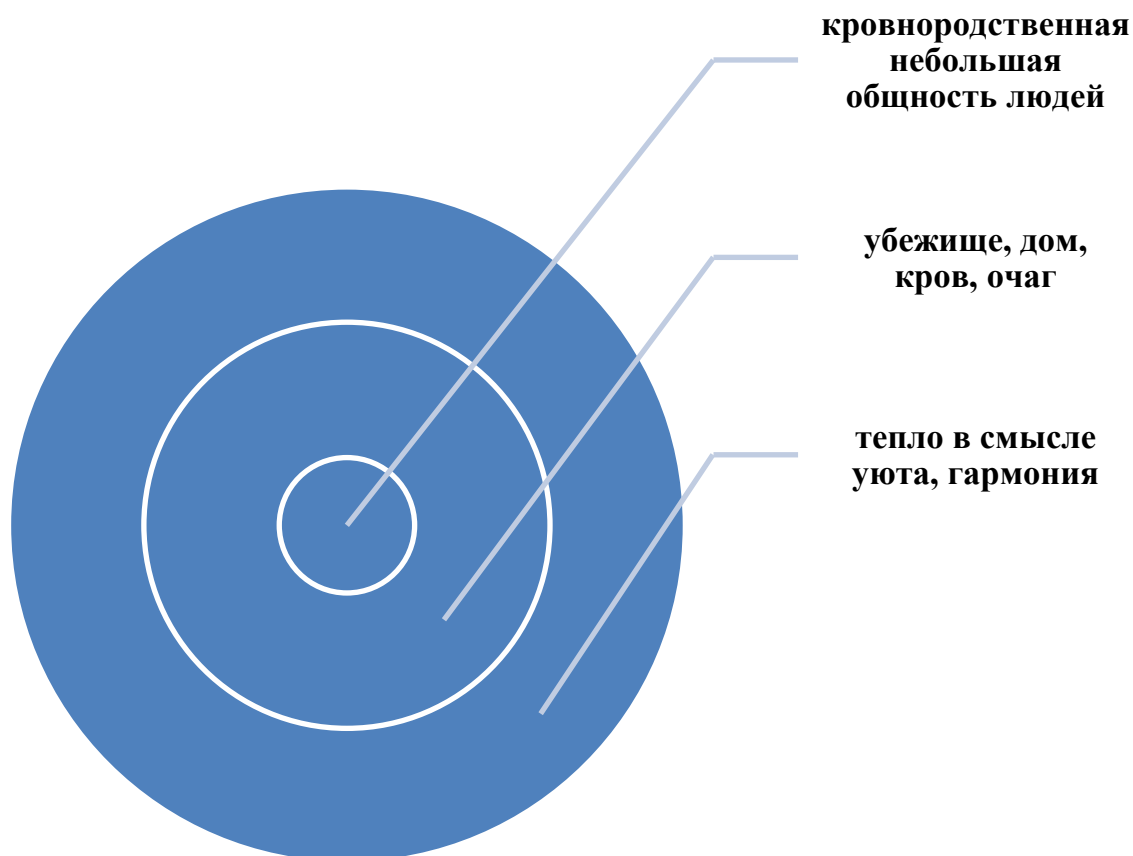 кровнородственная
небольшая
общность людей
убежище, дом,
кров, очаг
тепло в смысле
уюта, гармония